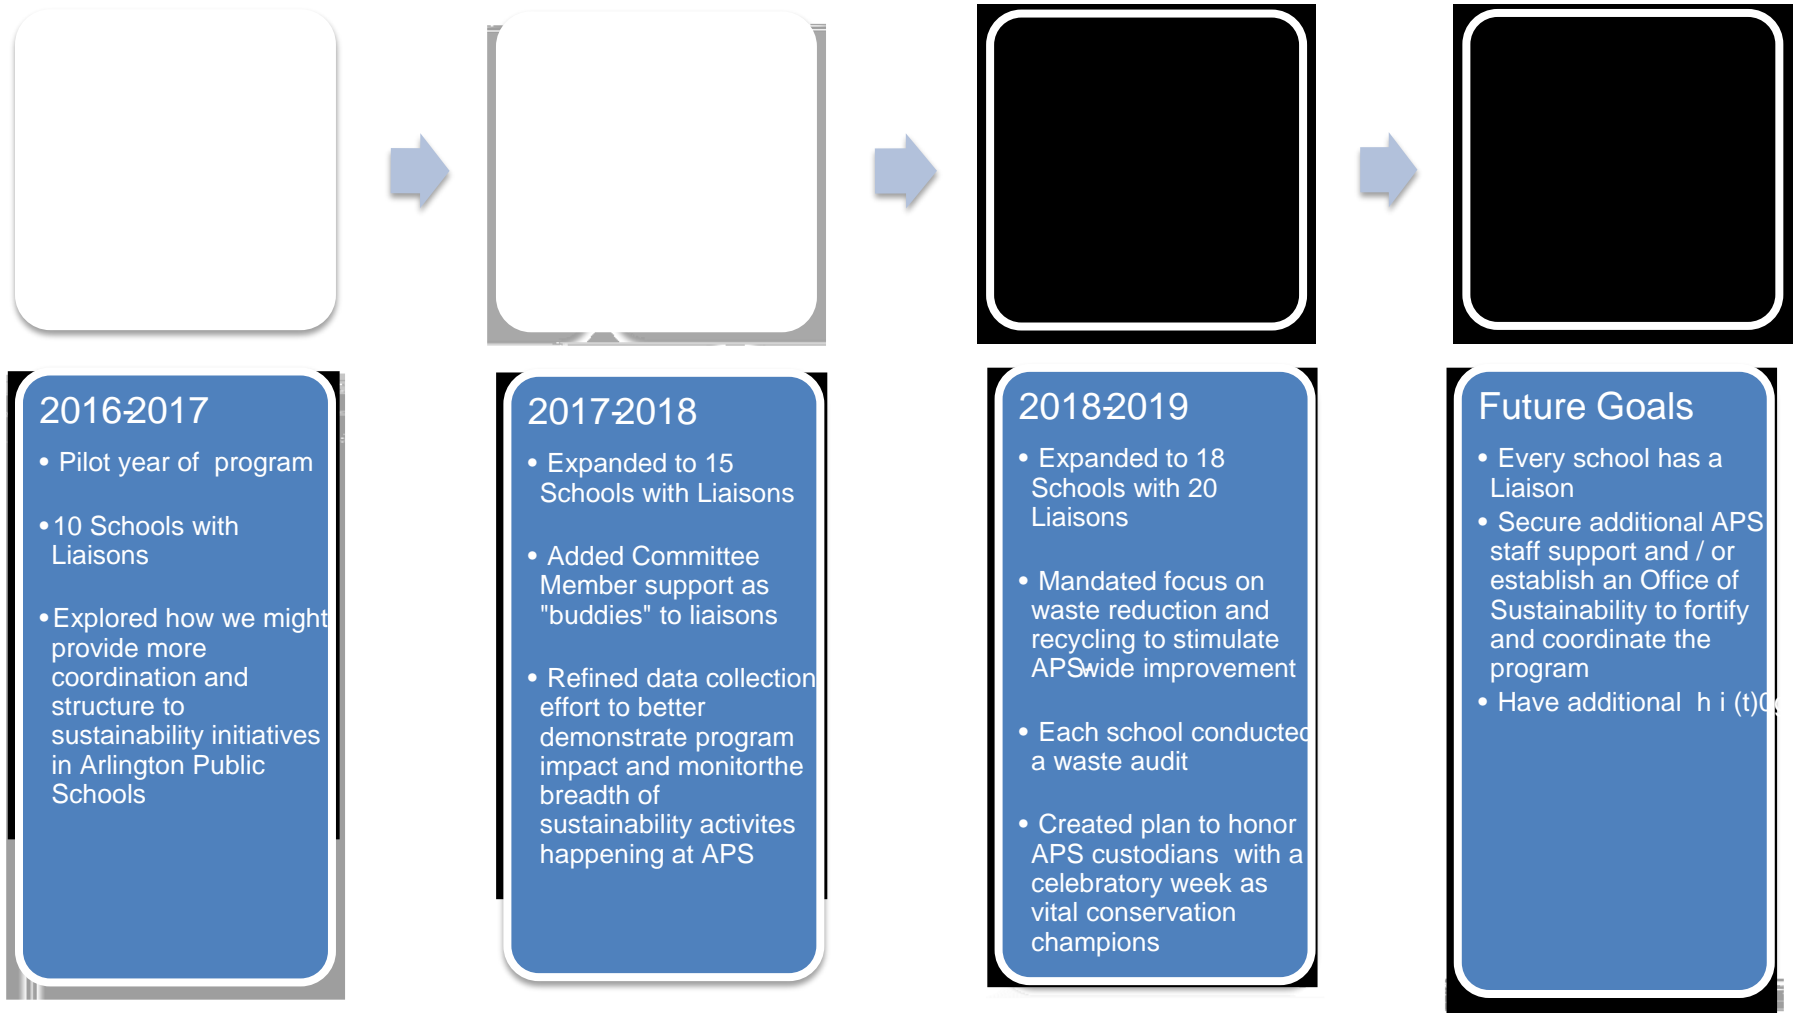 2016-2017
• Pilot year of program
•10 Schools with
Liaisons
•Explored how we might
provide more
coordination and
structure to
sustainability initiatives
in Arlington Public
Schools
2017-2018
• Expanded to 15
Schools with Liaisons
• Added Committee
Member support as
"buddies" to liaisons
• Refined data collection
effort to better
demonstrate program
impact and monitorthe
breadth of
sustainability activites
happening at APS
2018-2019
• Expanded to 18
Schools with 20
Liaisons
• Mandated focus on
waste reduction and
recycling to stimulate
APS-wide improvement
• Each school conducted
a waste audit
• Created plan to honor
APS custodians with a
celebratory week as
vital conservation
champions
Future Goals
• Every school has a
Liaison
• Secure additional APS
staff support and / or
establish an Office of
Sustainability to fortify
and coordinate the
program
• Have additional h i (t)0